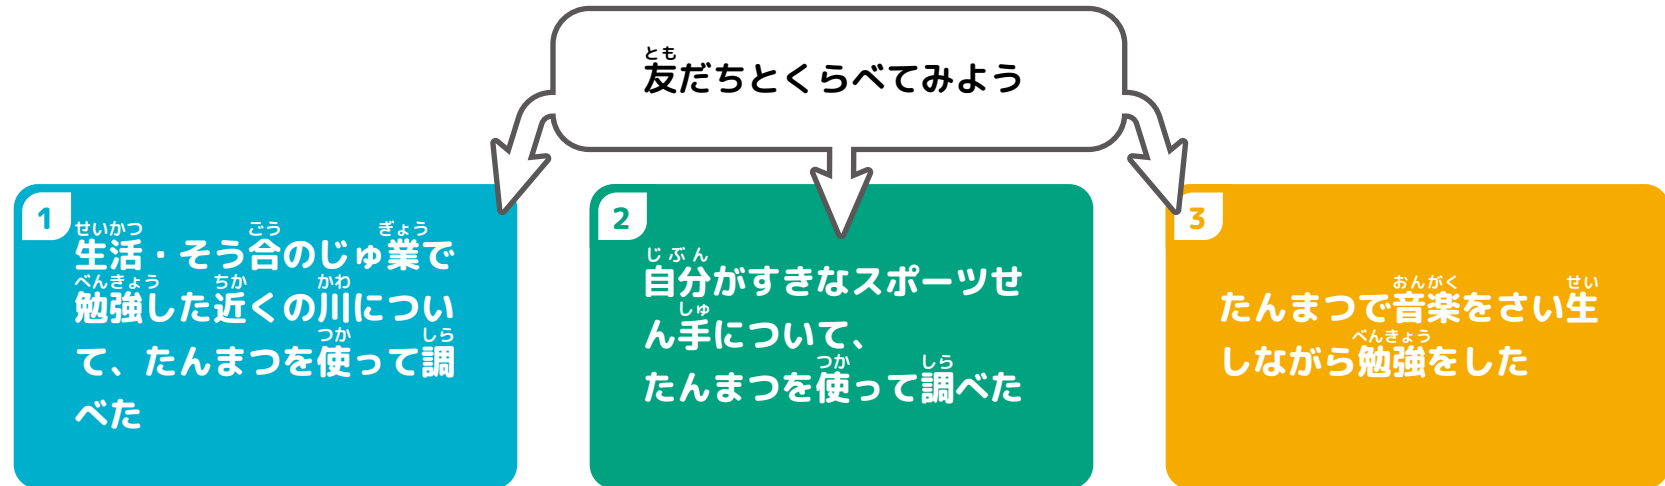 友だちとくらべてみよう
とも
1
生活・そう合のじゅ業で
せいかつ ごう ぎょう
勉強した近くの川につい
べんきょう ちか かわ
て、たんまつを使って調
つか しら
べた
2
自分がすきなスポーツせ
じぶん
ん手について、
しゅ
たんまつを使って調べた
つか しら
3
たんまつで音楽をさい生
おんがく せい
しながら勉強をした
べんきょう